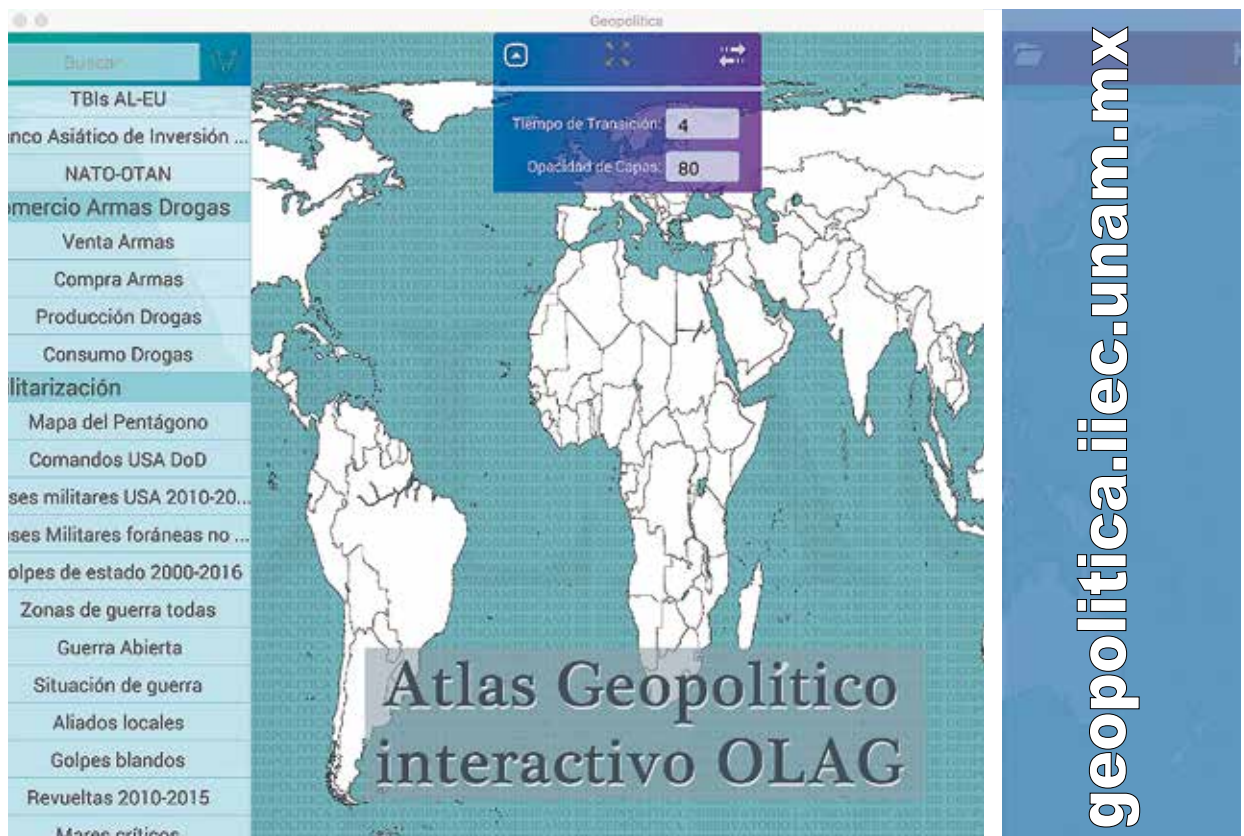 Geopolítica
Buscar
TBIs AL-EU
nco Asiático de Inversión ...
NATO-OTAN
omercio Armas Drogas
Venta Armas
Compra Armas
Producción Drogas
Consumo Drogas
litarización
Mapa del Pentágono
Comandos USA DoD
ses militares USA 2010-20...
ses Militares foráneas no ...
olpes de estado 2000-2016
Zonas de guerra todas
Guerra Abierta
Situación de guerra
Aliados locales
Golpes blandos
Revueltas 2010-2015
Mares críticos
Tiempo de Transición: 4
Opacidad de Capas: 80
Atlas Geopolítico
interactivo OLAG
geopolitica.iiec.unam.mx